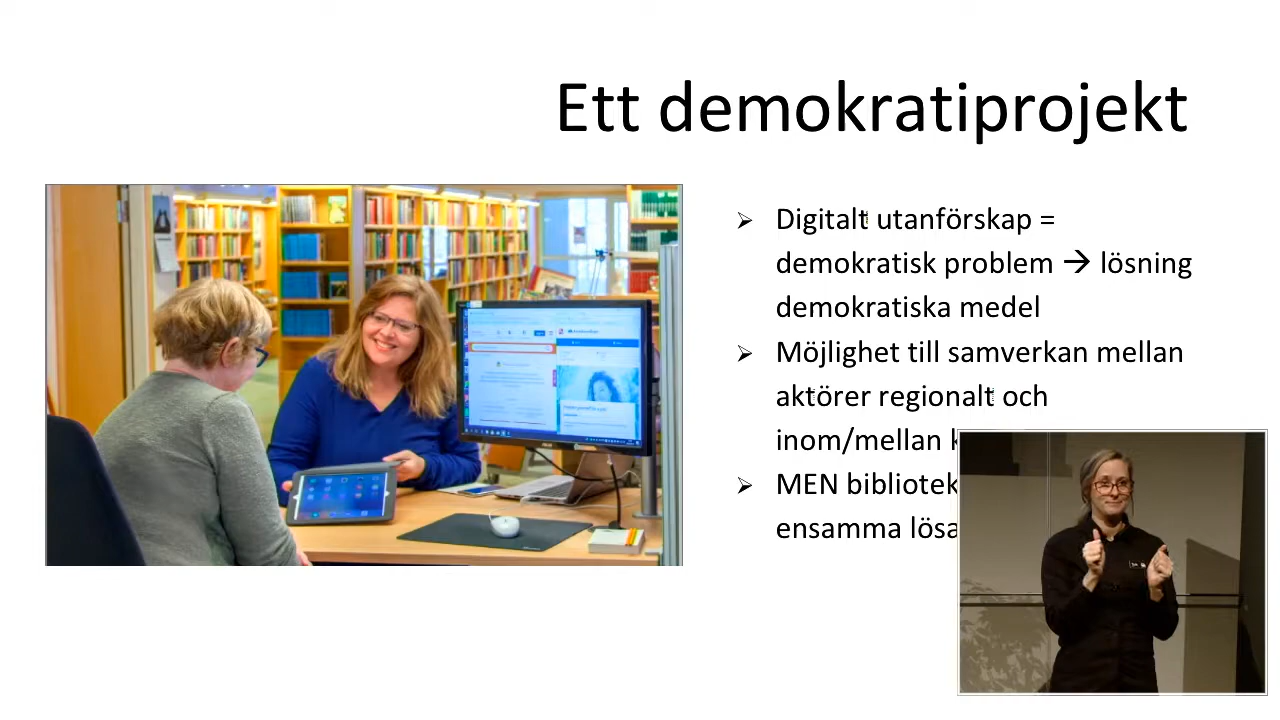 Ett demokratiprojekt
Digitalt utanförskap =
demokratisk problem → lösning
demokratiska medel
Möjlighet till samverkan mellan
aktörer regionalt och
inom/mellan
MEN bibliotek
ensamma